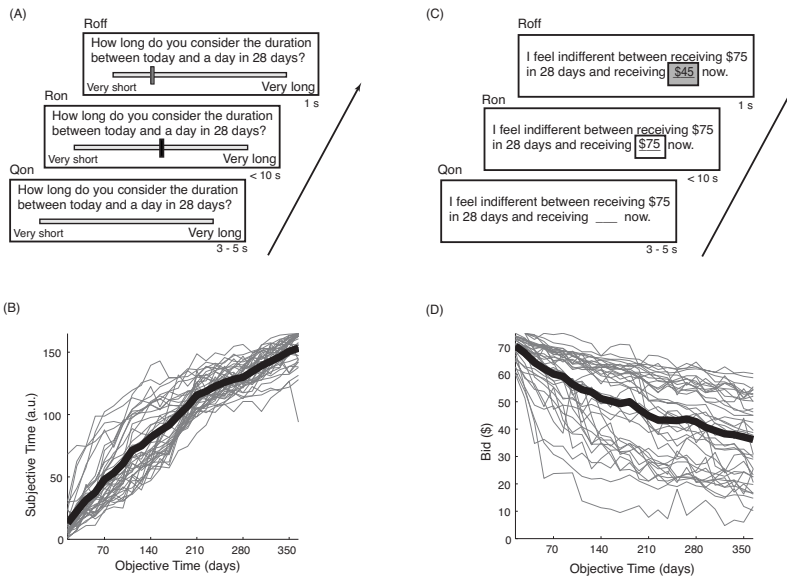 (A)
Roff
How long do you consider the duration
between today and a day in 28 days?
Very short
Very long
1 s
Ron
How long do you consider the duration
between today and a day in 28 days?
Very short
Very long
< 10 s
Qon
How long do you consider the duration
between today and a day in 28 days?
Very short
Very long
3 - 5 s
(C)
Roff
I feel indifferent between receiving $75
in 28 days and receiving $45 now.
1 s
Ron
I feel indifferent between receiving $75
in 28 days and receiving $75 now.
< 10 s
Qon
I feel indifferent between receiving $75
in 28 days and receiving ___ now.
3 - 5 s
(B)
Subjective Time (a.u.)
150
100
50
0
70 140 210 280 350
Objective Time (days)
(D)
Bid ($)
70
60
50
40
30
20
10
0
70 140 210 280 350
Objective Time (days)